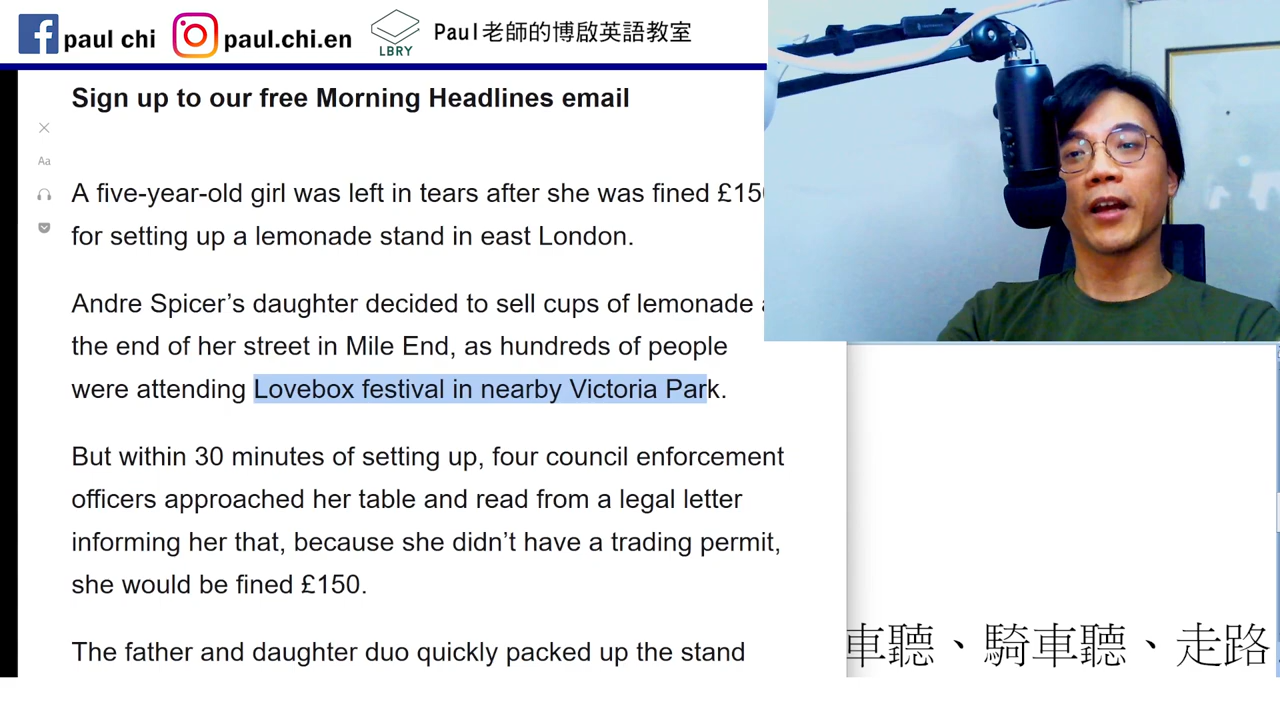 paul chi paul.chi.en LBRY Paul老師的博啟英語教室
Sign up to our free Morning Headlines email
Aa
A five-year-old girl was left in tears after she was fined £150
for setting up a lemonade stand in east London.
Andre Spicer’s daughter decided to sell cups of lemonade
the end of her street in Mile End, as hundreds of people
were attending Lovebox festival in nearby Victoria Park.
But within 30 minutes of setting up, four council enforcement
officers approached her table and read from a legal letter
informing her that, because she didn’t have a trading permit,
she would be fined £150.
The father and daughter duo quickly packed up the stand
車聽、騎車聽、走路